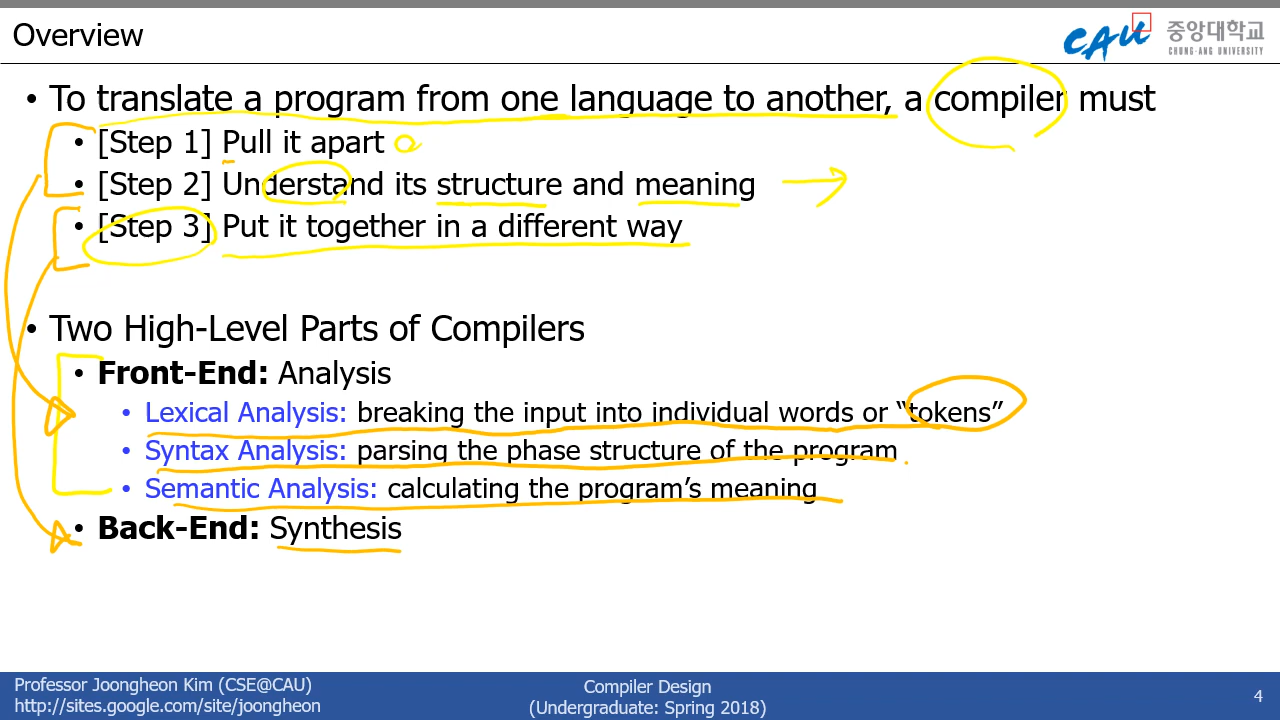 Overview
CAU 중앙대학교
CHUNG-ANG UNIVERSITY
• To translate a program from one language to another, a compiler must
• [Step 1] Pull it apart
• [Step 2] Understand its structure and meaning
• [Step 3] Put it together in a different way
• Two High-Level Parts of Compilers
• Front-End: Analysis
• Lexical Analysis: breaking the input into individual words or “tokens”
• Syntax Analysis: parsing the phase structure of the program
• Semantic Analysis: calculating the program’s meaning
• Back-End: Synthesis
Professor Joongheon Kim (CSE@CAU)
http://sites.google.com/site/joongheon
Compiler Design
(Undergraduate: Spring 2018)
4